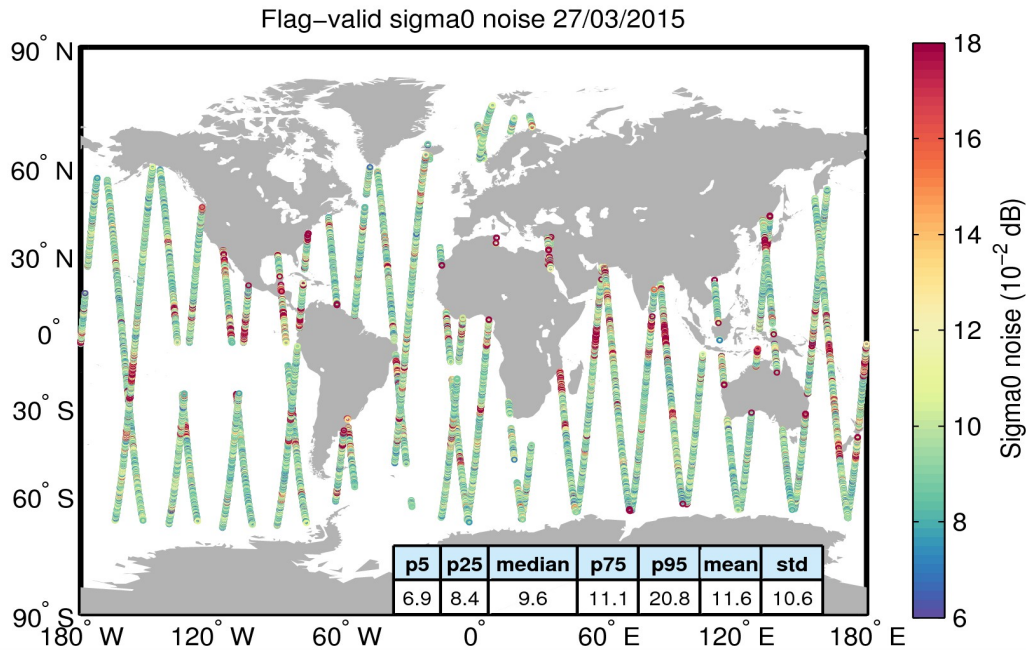 Flag−valid sigma0 noise 27/03/2015
90° N
60° N
30° N
0°
30° S
60° S
90° S
180° W
120° W
60° W
0°
60° E
120° E
180° E
p5 p25 median p75 p95 mean std
6.9 8.4 9.6 11.1 20.8 11.6 10.6
18
16
14
12
10
8
6
Sigma0 noise (10⁻² dB)